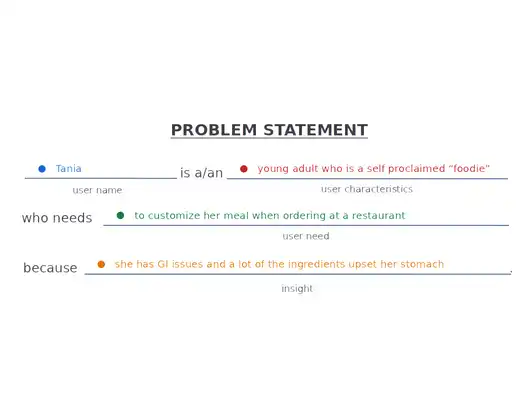 PROBLEM STATEMENT
● Tania is a/an ● young adult who is a self proclaimed “foodie”
user name user characteristics
who needs ● to customize her meal when ordering at a restaurant
user need
because ● she has GI issues and a lot of the ingredients upset her stomach.
insight